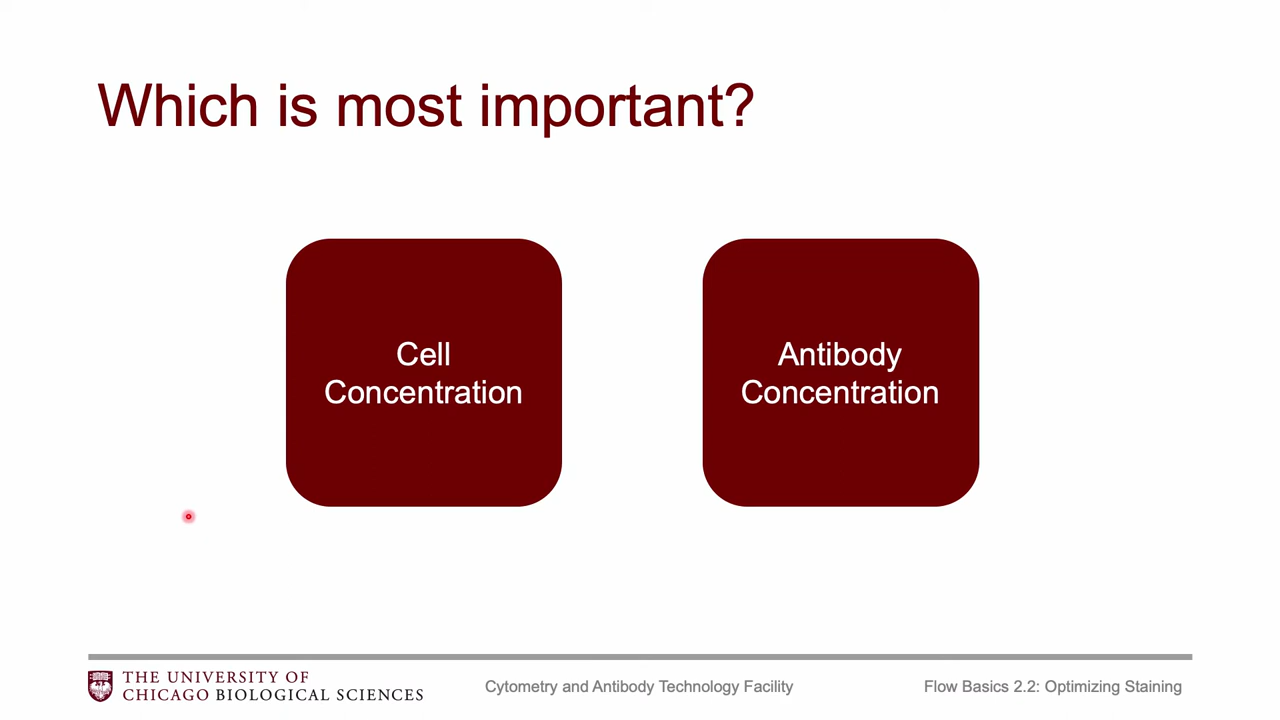 Which is most important?
Cell
Concentration
Antibody
Concentration
THE UNIVERSITY OF
CHICAGO BIOLOGICAL SCIENCES
Cytometry and Antibody Technology Facility
Flow Basics 2.2: Optimizing Staining